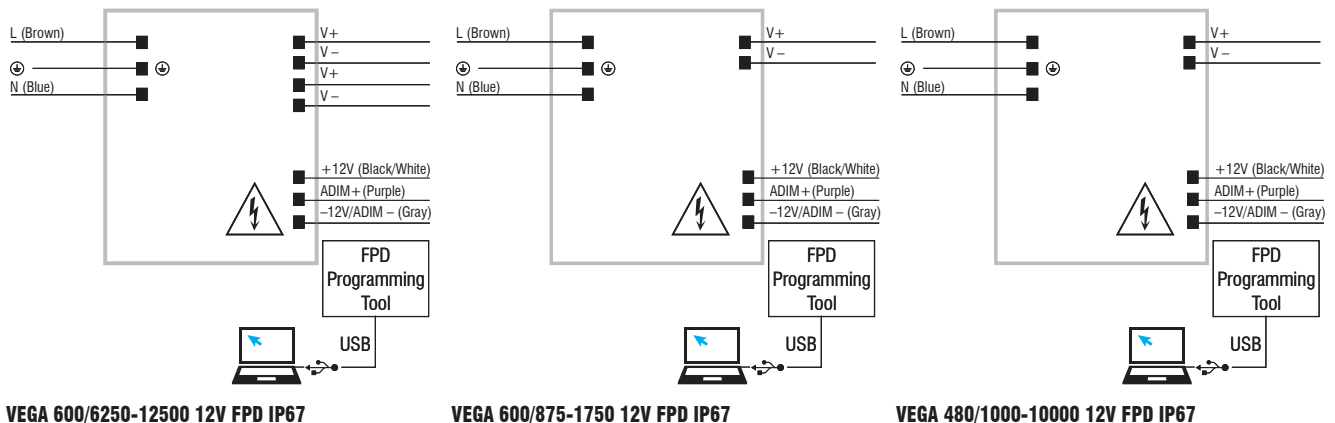 L (Brown)
N (Blue)
V+
V –
V+
V –
+12V (Black/White)
ADIM+(Purple)
–12V/ADIM – (Gray)
FPD
Programming
Tool
USB
VEGA 600/6250-12500 12V FPD IP67
L (Brown)
N (Blue)
V+
V –
+12V (Black/White)
ADIM+(Purple)
–12V/ADIM – (Gray)
FPD
Programming
Tool
USB
VEGA 600/875-1750 12V FPD IP67
L (Brown)
N (Blue)
V+
V –
+12V (Black/White)
ADIM+(Purple)
–12V/ADIM – (Gray)
FPD
Programming
Tool
USB
VEGA 480/1000-10000 12V FPD IP67